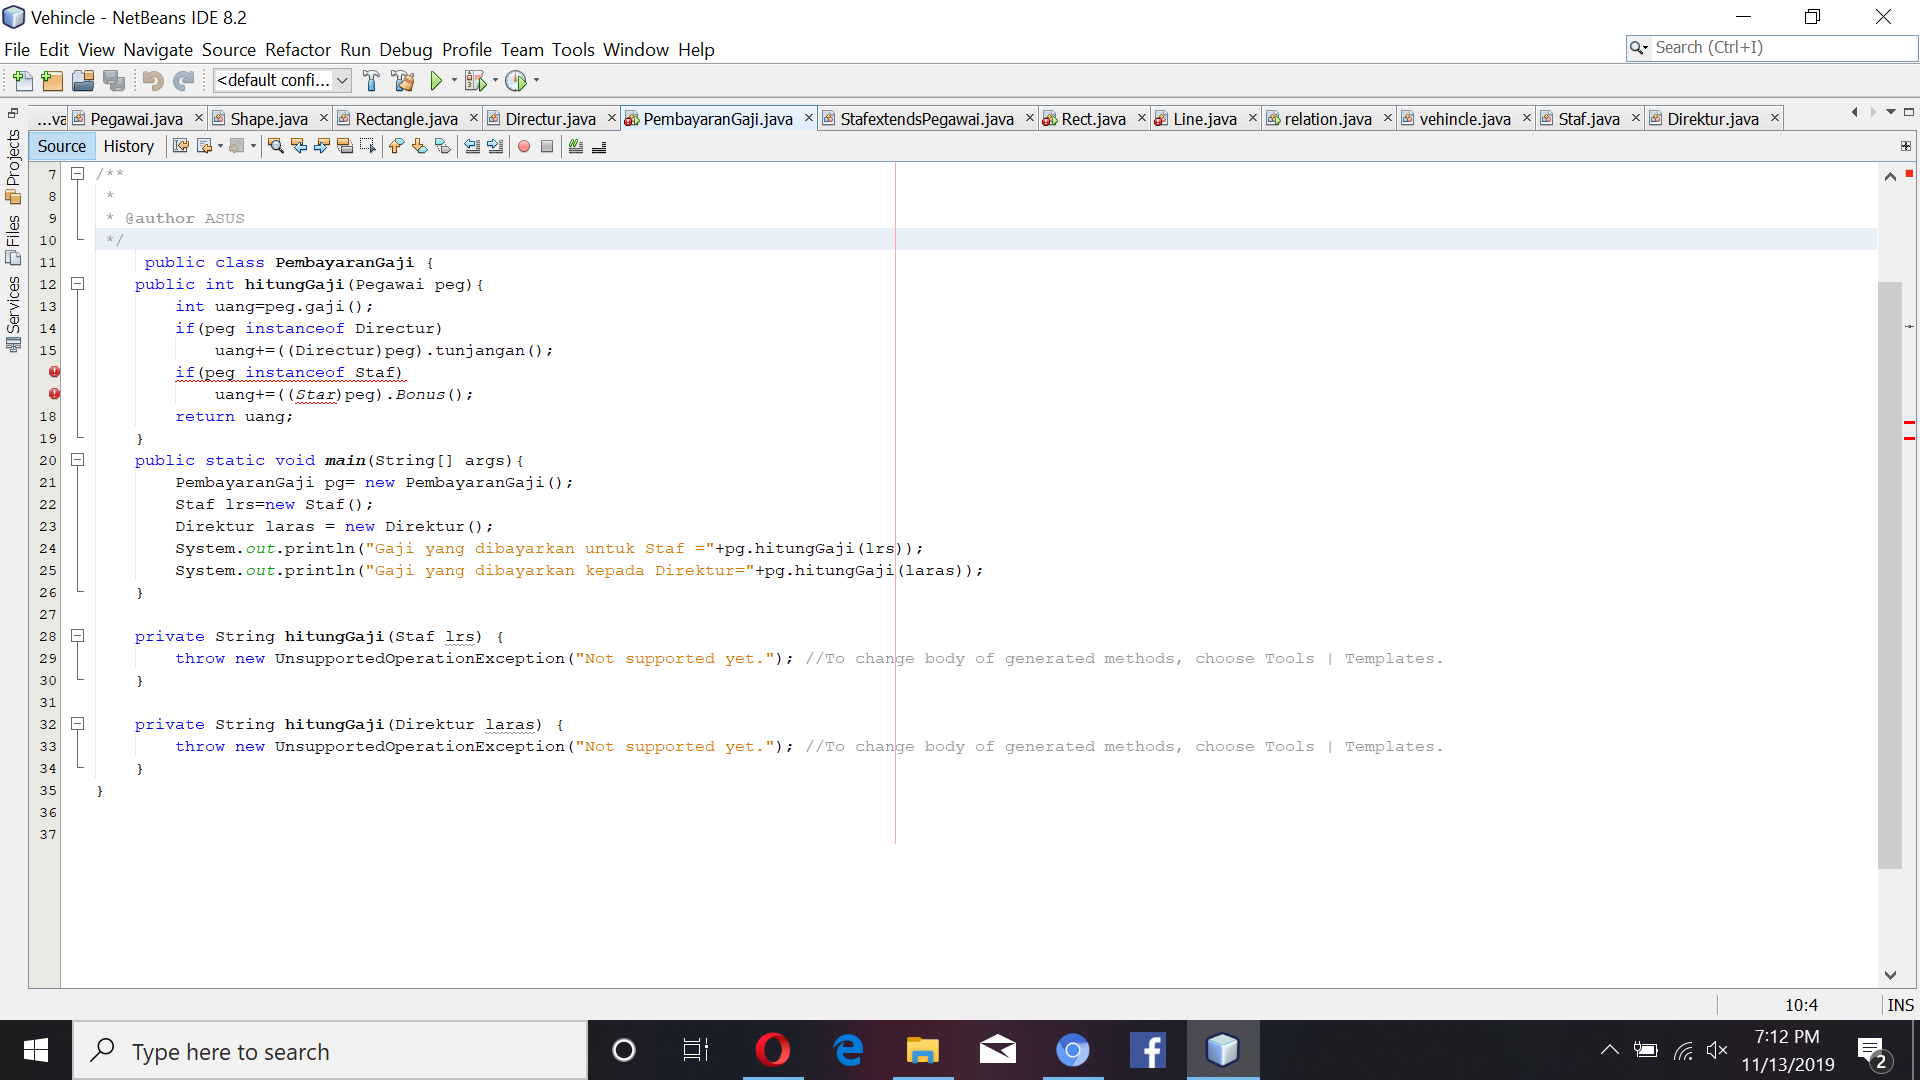 Vehincle - NetBeans IDE 8.2
File Edit View Navigate Source Refactor Run Debug Profile Team Tools Window Help
Search (Ctrl+I)
<default confi...
...va Pegawai.java Shape.java Rectangle.java Directur.java PembayaranGaji.java StafextendsPegawai.java Rect.java Line.java relation.java vehincle.java Staf.java Direktur.java
Source History
Projects
Files
Services
7 /**
8 *
9 * @author ASUS
10 */
11 public class PembayaranGaji {
12 public int hitungGaji(Pegawai peg){
13 int uang=peg.gaji();
14 if(peg instanceof Directur)
15 uang+=((Directur)peg).tunjangan();
if(peg instanceof Staf)
uang+=((Star)peg).Bonus();
18 return uang;
19 }
20 public static void main(String[] args){
21 PembayaranGaji pg= new PembayaranGaji();
22 Staf lrs=new Staf();
23 Direktur laras = new Direktur();
24 System.out.println("Gaji yang dibayarkan untuk Staf ="+pg.hitungGaji(lrs));
25 System.out.println("Gaji yang dibayarkan kepada Direktur="+pg.hitungGaji(laras));
26 }
27
28 private String hitungGaji(Staf lrs) {
29 throw new UnsupportedOperationException("Not supported yet."); //To change body of generated methods, choose Tools | Templates.
30 }
31
32 private String hitungGaji(Direktur laras) {
33 throw new UnsupportedOperationException("Not supported yet."); //To change body of generated methods, choose Tools | Templates.
34 }
35 }
36
37
10:4 INS
Type here to search
7:12 PM
11/13/2019
2